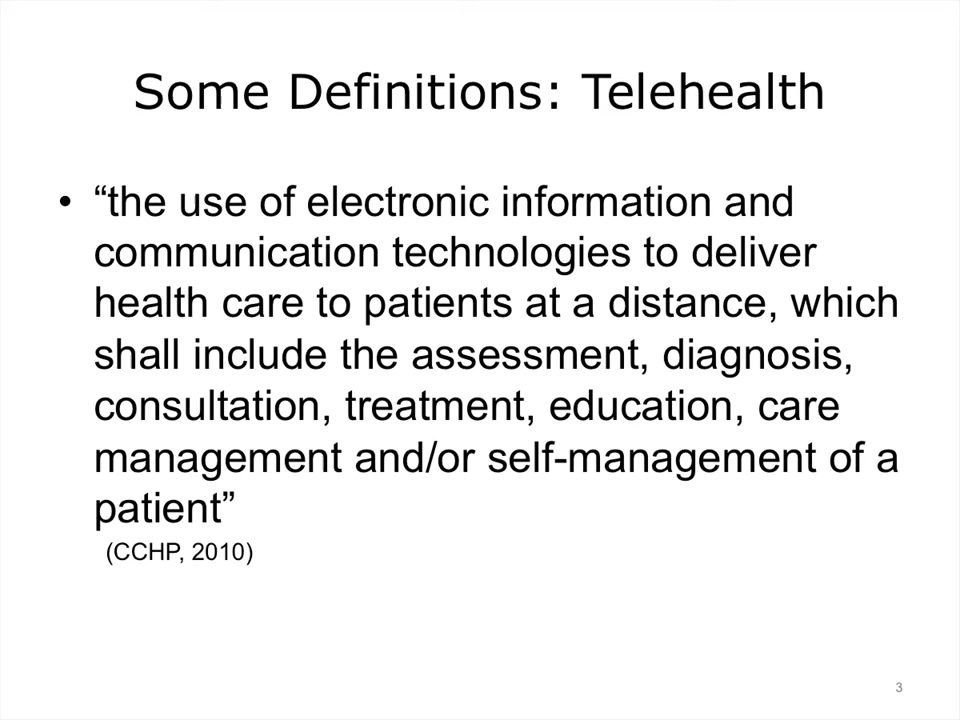 Some Definitions: Telehealth
• “the use of electronic information and
communication technologies to deliver
health care to patients at a distance, which
shall include the assessment, diagnosis,
consultation, treatment, education, care
management and/or self-management of a
patient”
(CCHP, 2010)
3